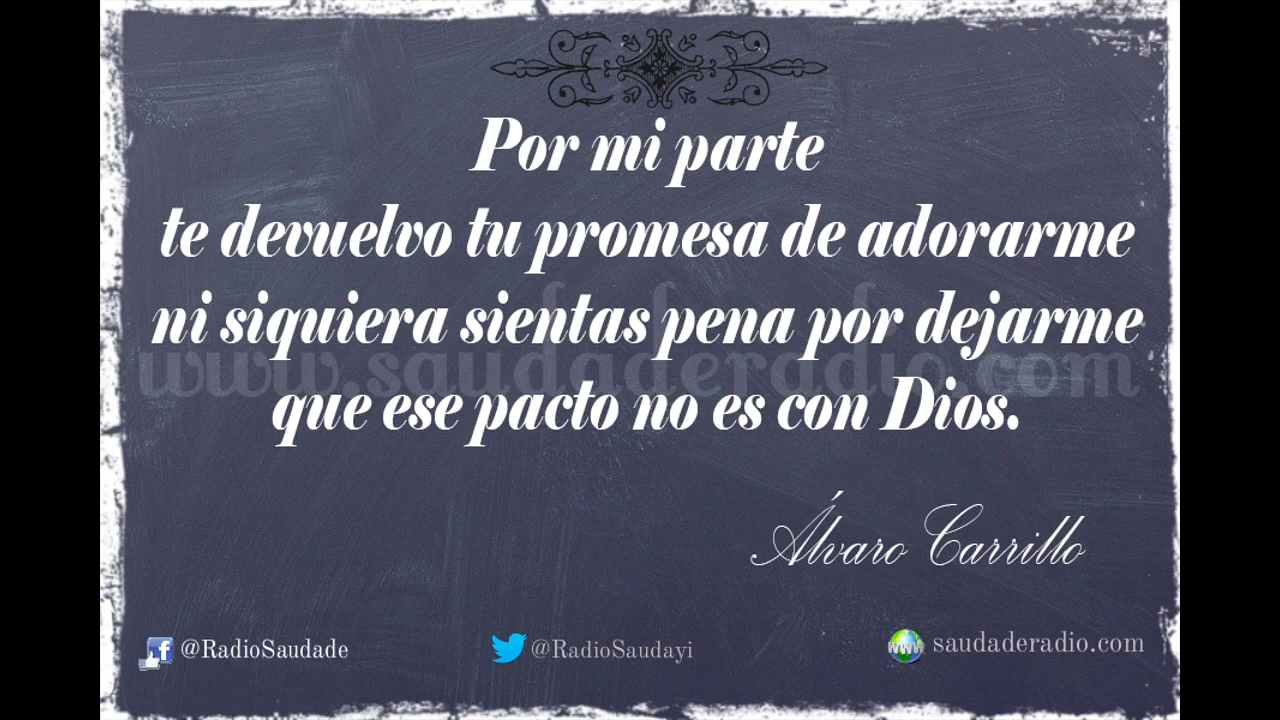 Por mi parte
te devuelvo tu promesa de adorarme
ni siquiera sientas pena por dejarme
www.saudaderadio.com
que ese pacto no es con Dios.
Álvaro Carrillo
@RadioSaudade @RadioSaudayi www saudaderadio.com